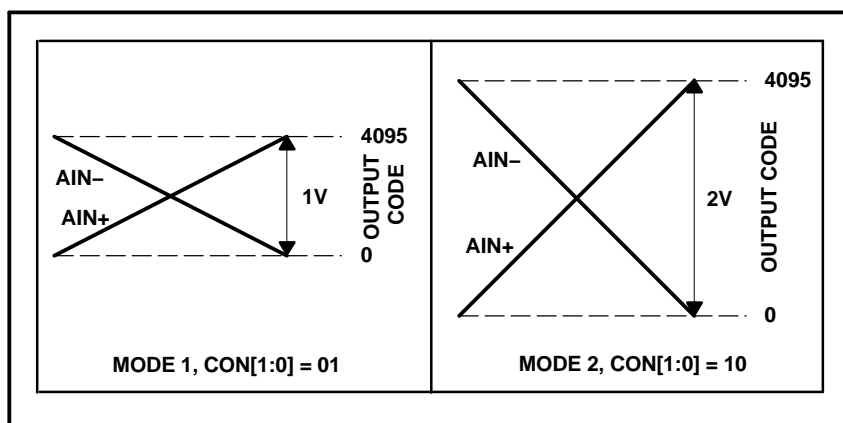 4095
AIN–
AIN+
1V
OUTPUT
CODE
0
MODE 1, CON[1:0] = 01
4095
AIN–
AIN+
2V
OUTPUT CODE
0
MODE 2, CON[1:0] = 10